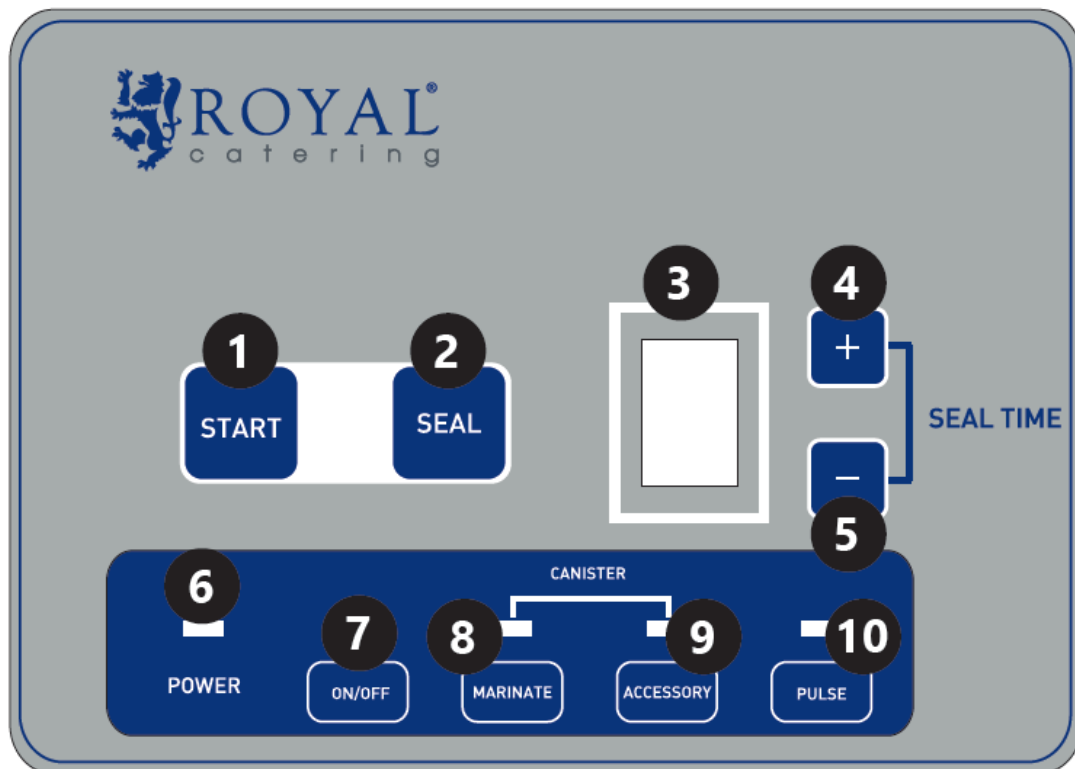 ROYAL®
catering
3
4
1
2
+
START
SEAL
SEAL TIME
−
5
6
CANISTER
7
8
9
10
POWER
ON/OFF
MARINATE
ACCESSORY
PULSE